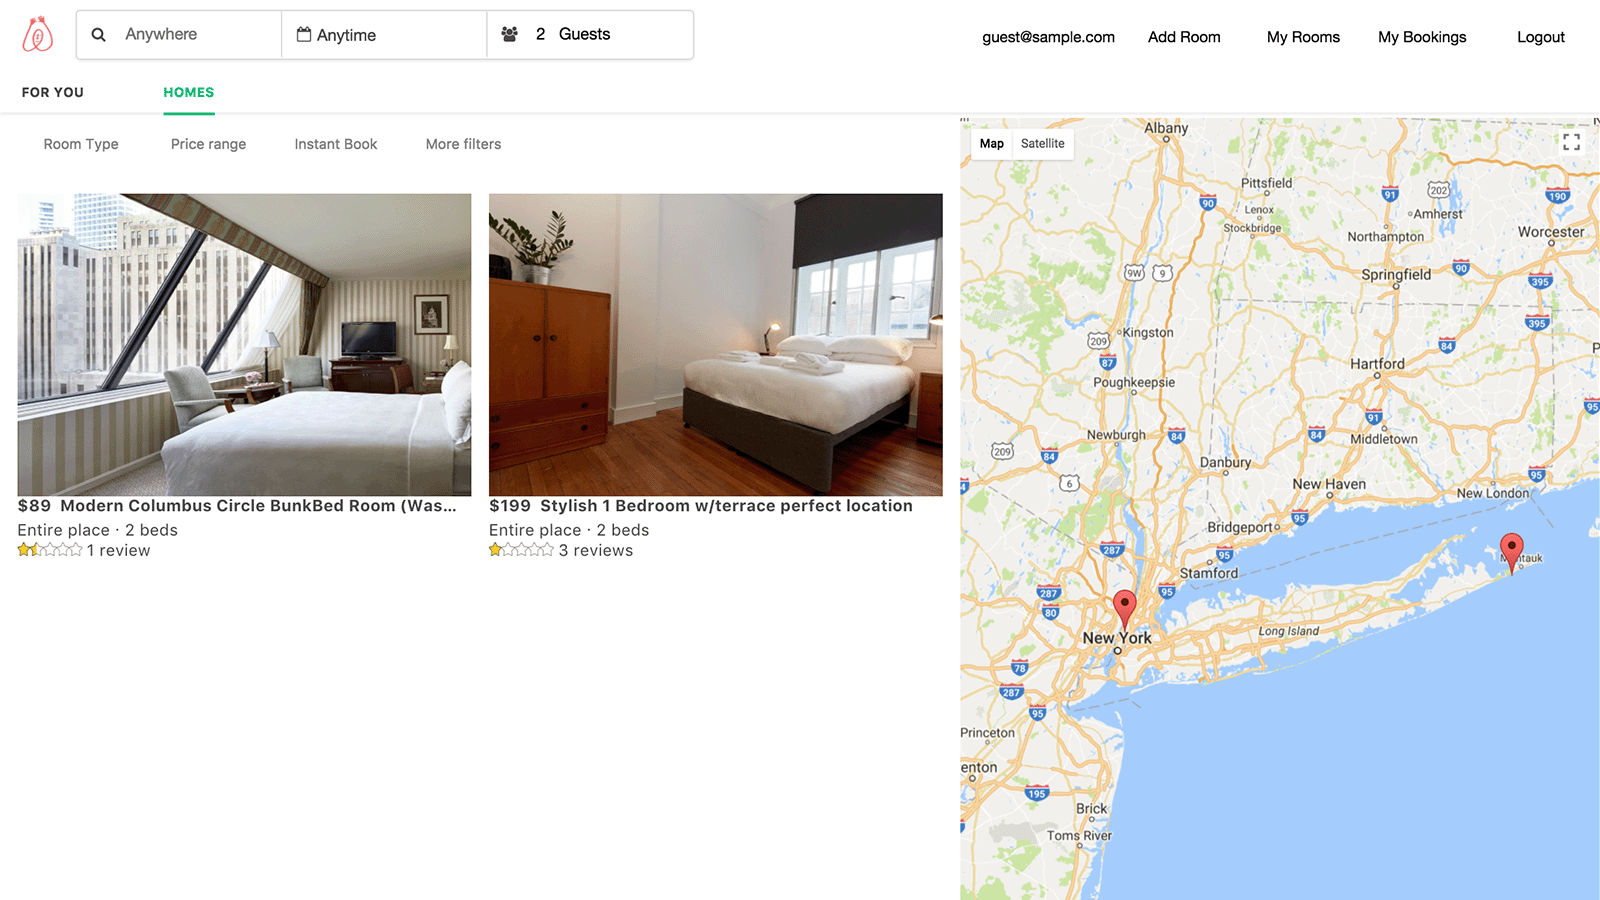 Anywhere
Anytime
2 Guests
guest@sample.com
Add Room
My Rooms
My Bookings
Logout
FOR YOU
HOMES
Room Type
Price range
Instant Book
More filters
$89 Modern Columbus Circle BunkBed Room (Was...
Entire place · 2 beds
1 review
$199 Stylish 1 Bedroom w/terrace perfect location
Entire place · 2 beds
3 reviews
Map
Satellite
Albany
Pittsfield
90
91
202
190
Lenox
Amherst
Stockbridge
Northampton
Worcester
9W
9
Springfield
90
395
Kingston
395
209
84
87
Hartford
Poughkeepsie
95
91
Newburgh
84
84
Middletown
209
84
Danbury
6
New Haven
95
New London
Bridgeport
95
287
95
Stamford
Montauk
287
95
80
New York
Long Island
78
287
95
Princeton
enton
195
Brick
Toms River